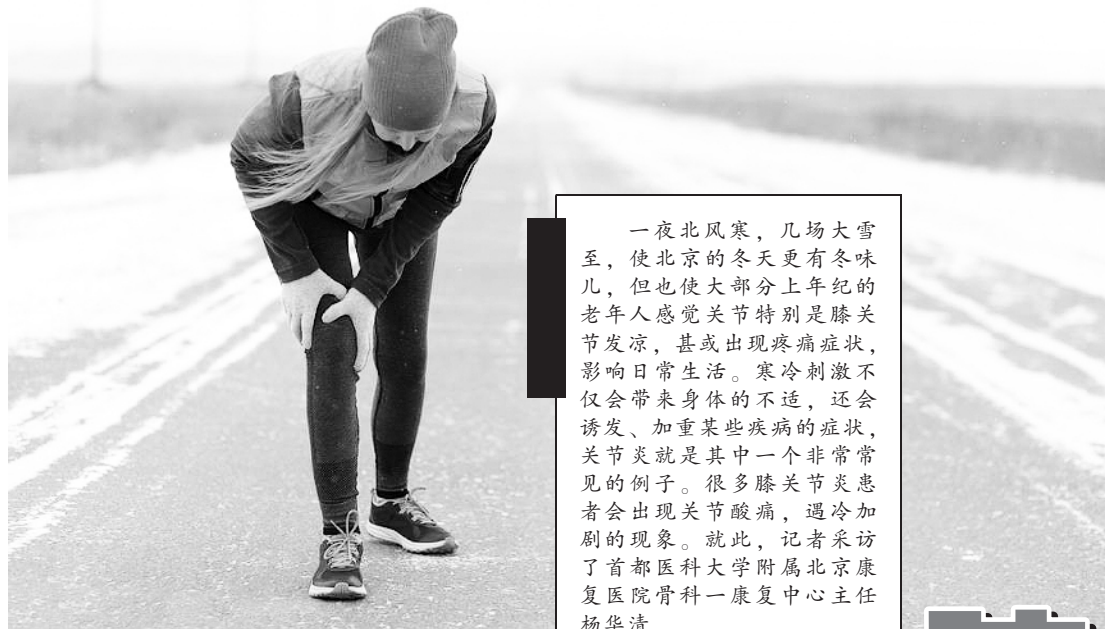 一夜北风寒，几场大雪
至，使北京的冬天更有冬味
儿，但也使大部分上年纪的
老年人感觉关节特别是膝关
节发凉，甚或出现疼痛症状，
影响日常生活。寒冷刺激不
仅会带来身体的不适，还会
诱发、加重某些疾病的症状，
关节炎就是其中一个非常常
见的例子。很多膝关节炎患
者会出现关节酸痛，遇冷加
剧的现象。就此，记者采访
了首都医科大学附属北京康
复医院骨科一康复中心主任
杨华清